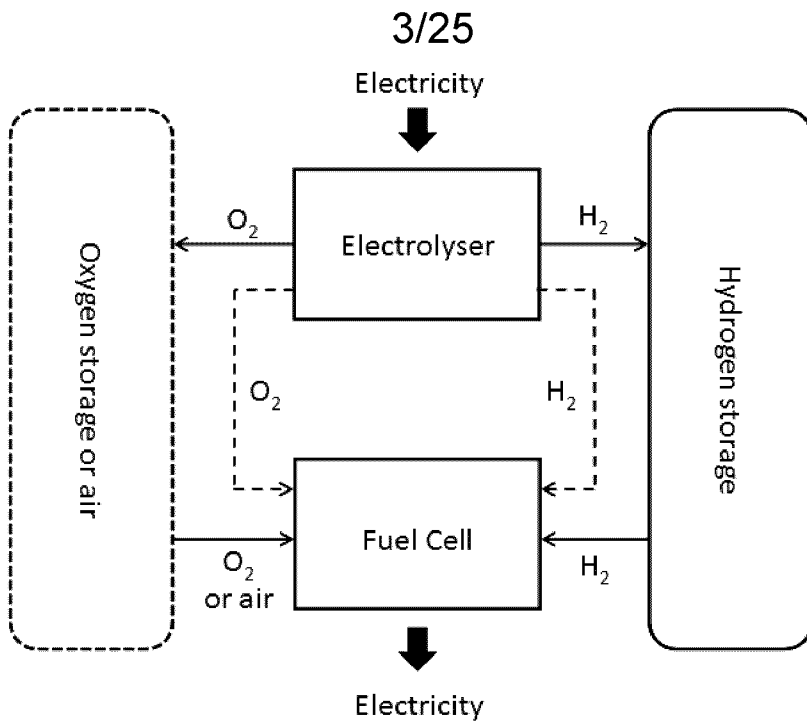 3/25
Electricity
O2
Electrolyser
H2
Oxygen storage or air
Hydrogen storage
O2
H2
Fuel Cell
O2
or air
H2
Electricity